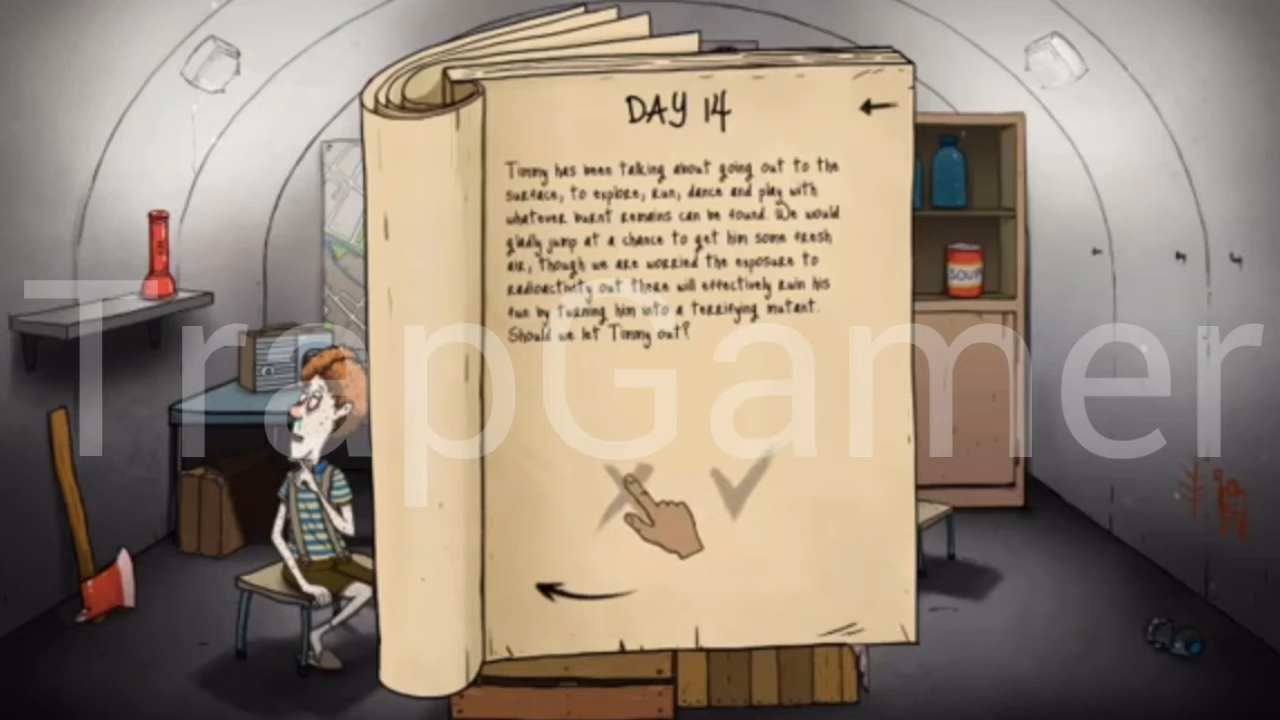 DAY 14
Timmy has been talking about going out to the
surface, to explore, run, dance and play with
whatever burnt remains can be found. We would
gladly jump at a chance to get him some fresh
air, though we are worried the exposure to
radioactivity out there will effectively ruin his
fun by turning him into a terrifying mutant.
Should we let Timmy out?
SOUP
TrapGamer